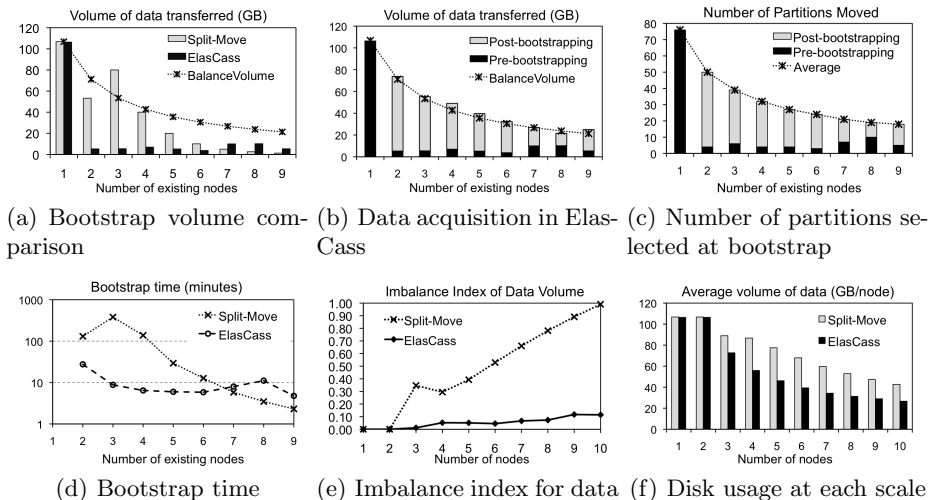 Volume of data transferred (GB)
120
100
80
60
40
20
0
Split-Move
ElasCass
BalanceVolume
1 2 3 4 5 6 7 8 9
Number of existing nodes
(a) Bootstrap volume com-
parison
Volume of data transferred (GB)
120
100
80
60
40
20
0
Post-bootstrapping
Pre-bootstrapping
BalanceVolume
1 2 3 4 5 6 7 8 9
Number of existing nodes
(b) Data acquisition in Elas-
Cass
Number of Partitions Moved
80
70
60
50
40
30
20
10
0
Post-bootstrapping
Pre-bootstrapping
Average
1 2 3 4 5 6 7 8 9
Number of existing nodes
(c) Number of partitions se-
lected at bootstrap
Bootstrap time (minutes)
1000
100
10
1
Split-Move
ElasCass
1 2 3 4 5 6 7 8 9
Number of existing nodes
(d) Bootstrap time
Imbalance Index of Data Volume
1.00
0.90
0.80
0.70
0.60
0.50
0.40
0.30
0.20
0.10
0.00
Split-Move
ElasCass
1 2 3 4 5 6 7 8 9 10
Number of nodes
(e) Imbalance index for data
Average volume of data (GB/node)
120
100
80
60
40
20
0
Split-Move
ElasCass
1 2 3 4 5 6 7 8 9 10
Number of existing nodes
(f) Disk usage at each scale